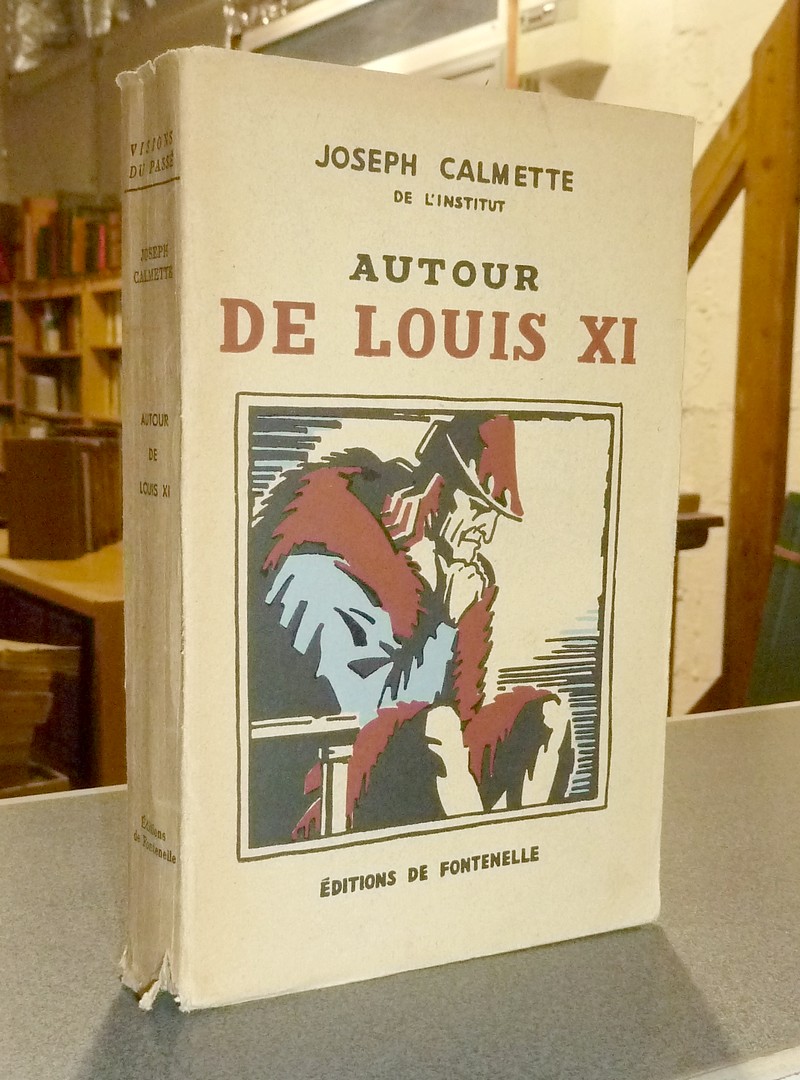 VISIONS
DU PASSÉ
JOSEPH
CALMETTE
AUTOUR
DE
LOUIS XI
Éditions
de Fontenelle
JOSEPH CALMETTE
DE L'INSTITUT
AUTOUR
DE LOUIS XI
ÉDITIONS DE FONTENELLE